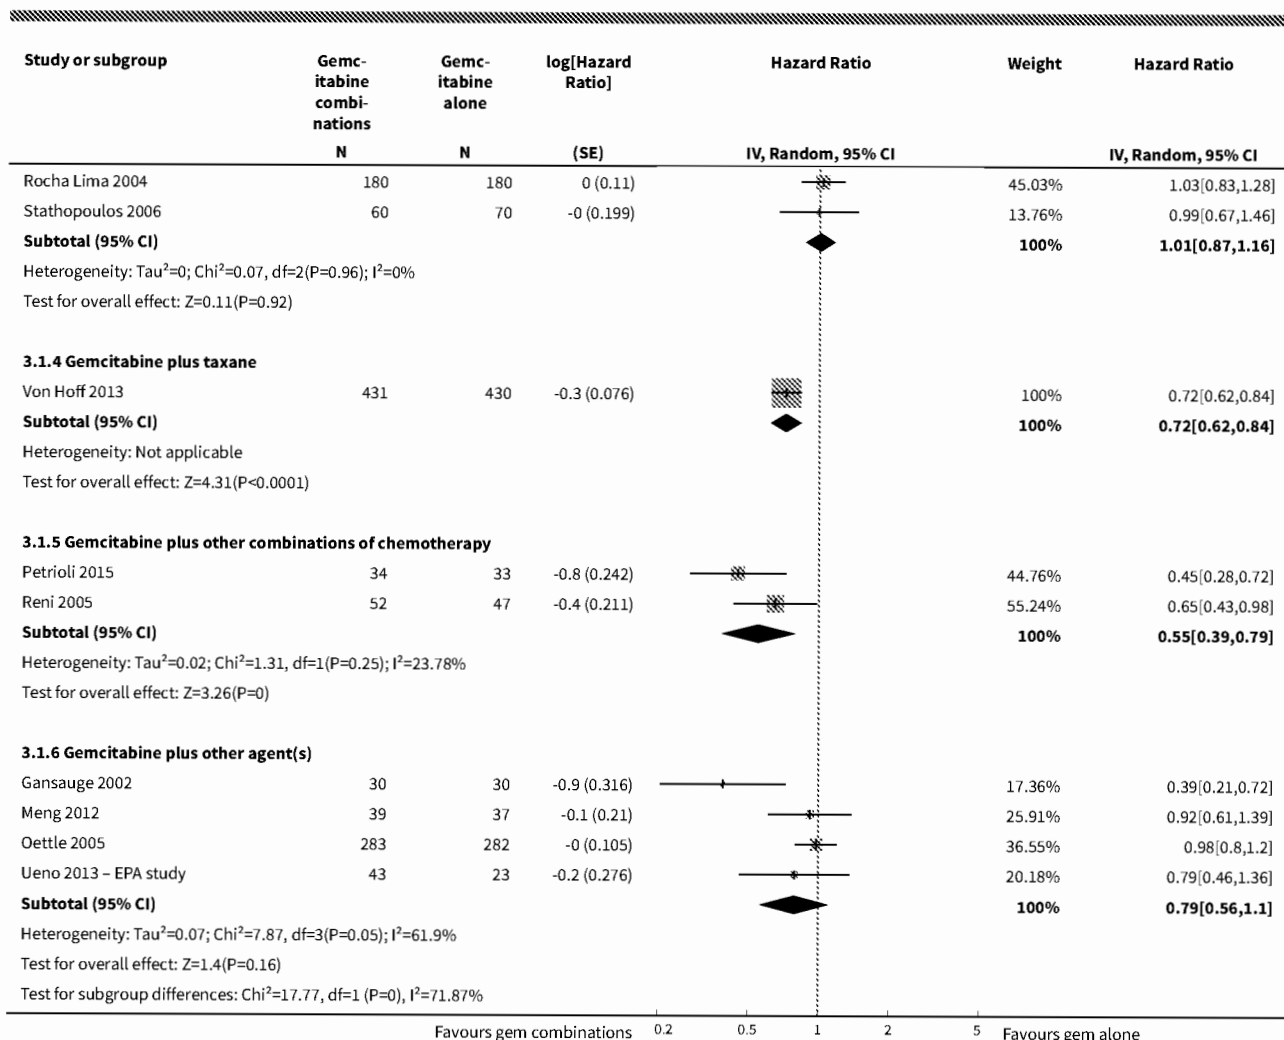 Study or subgroup Gemc- Gemc- log[Hazard Hazard Ratio Weight Hazard Ratio
itabine itabine Ratio]
combi- alone
nations
N N (SE) IV, Random, 95% CI IV, Random, 95% CI
Rocha Lima 2004 180 180 0 (0.11) 45.03% 1.03[0.83,1.28]
Stathopoulos 2006 60 70 -0 (0.199) 13.76% 0.99[0.67,1.46]
Subtotal (95% CI) 100% 1.01[0.87,1.16]
Heterogeneity: Tau²=0; Chi²=0.07, df=2(P=0.96); I²=0%
Test for overall effect: Z=0.11(P=0.92)
3.1.4 Gemcitabine plus taxane
Von Hoff 2013 431 430 -0.3 (0.076) 100% 0.72[0.62,0.84]
Subtotal (95% CI) 100% 0.72[0.62,0.84]
Heterogeneity: Not applicable
Test for overall effect: Z=4.31(P<0.0001)
3.1.5 Gemcitabine plus other combinations of chemotherapy
Petrioli 2015 34 33 -0.8 (0.242) 44.76% 0.45[0.28,0.72]
Reni 2005 52 47 -0.4 (0.211) 55.24% 0.65[0.43,0.98]
Subtotal (95% CI) 100% 0.55[0.39,0.79]
Heterogeneity: Tau²=0.02; Chi²=1.31, df=1(P=0.25); I²=23.78%
Test for overall effect: Z=3.26(P=0)
3.1.6 Gemcitabine plus other agent(s)
Gansauge 2002 30 30 -0.9 (0.316) 17.36% 0.39[0.21,0.72]
Meng 2012 39 37 -0.1 (0.21) 25.91% 0.92[0.61,1.39]
Oettle 2005 283 282 -0 (0.105) 36.55% 0.98[0.8,1.2]
Ueno 2013 – EPA study 43 23 -0.2 (0.276) 20.18% 0.79[0.46,1.36]
Subtotal (95% CI) 100% 0.79[0.56,1.1]
Heterogeneity: Tau²=0.07; Chi²=7.87, df=3(P=0.05); I²=61.9%
Test for overall effect: Z=1.4(P=0.16)
Test for subgroup differences: Chi²=17.77, df=1 (P=0), I²=71.87%
Favours gem combinations 0.2 0.5 1 2 5 Favours gem alone